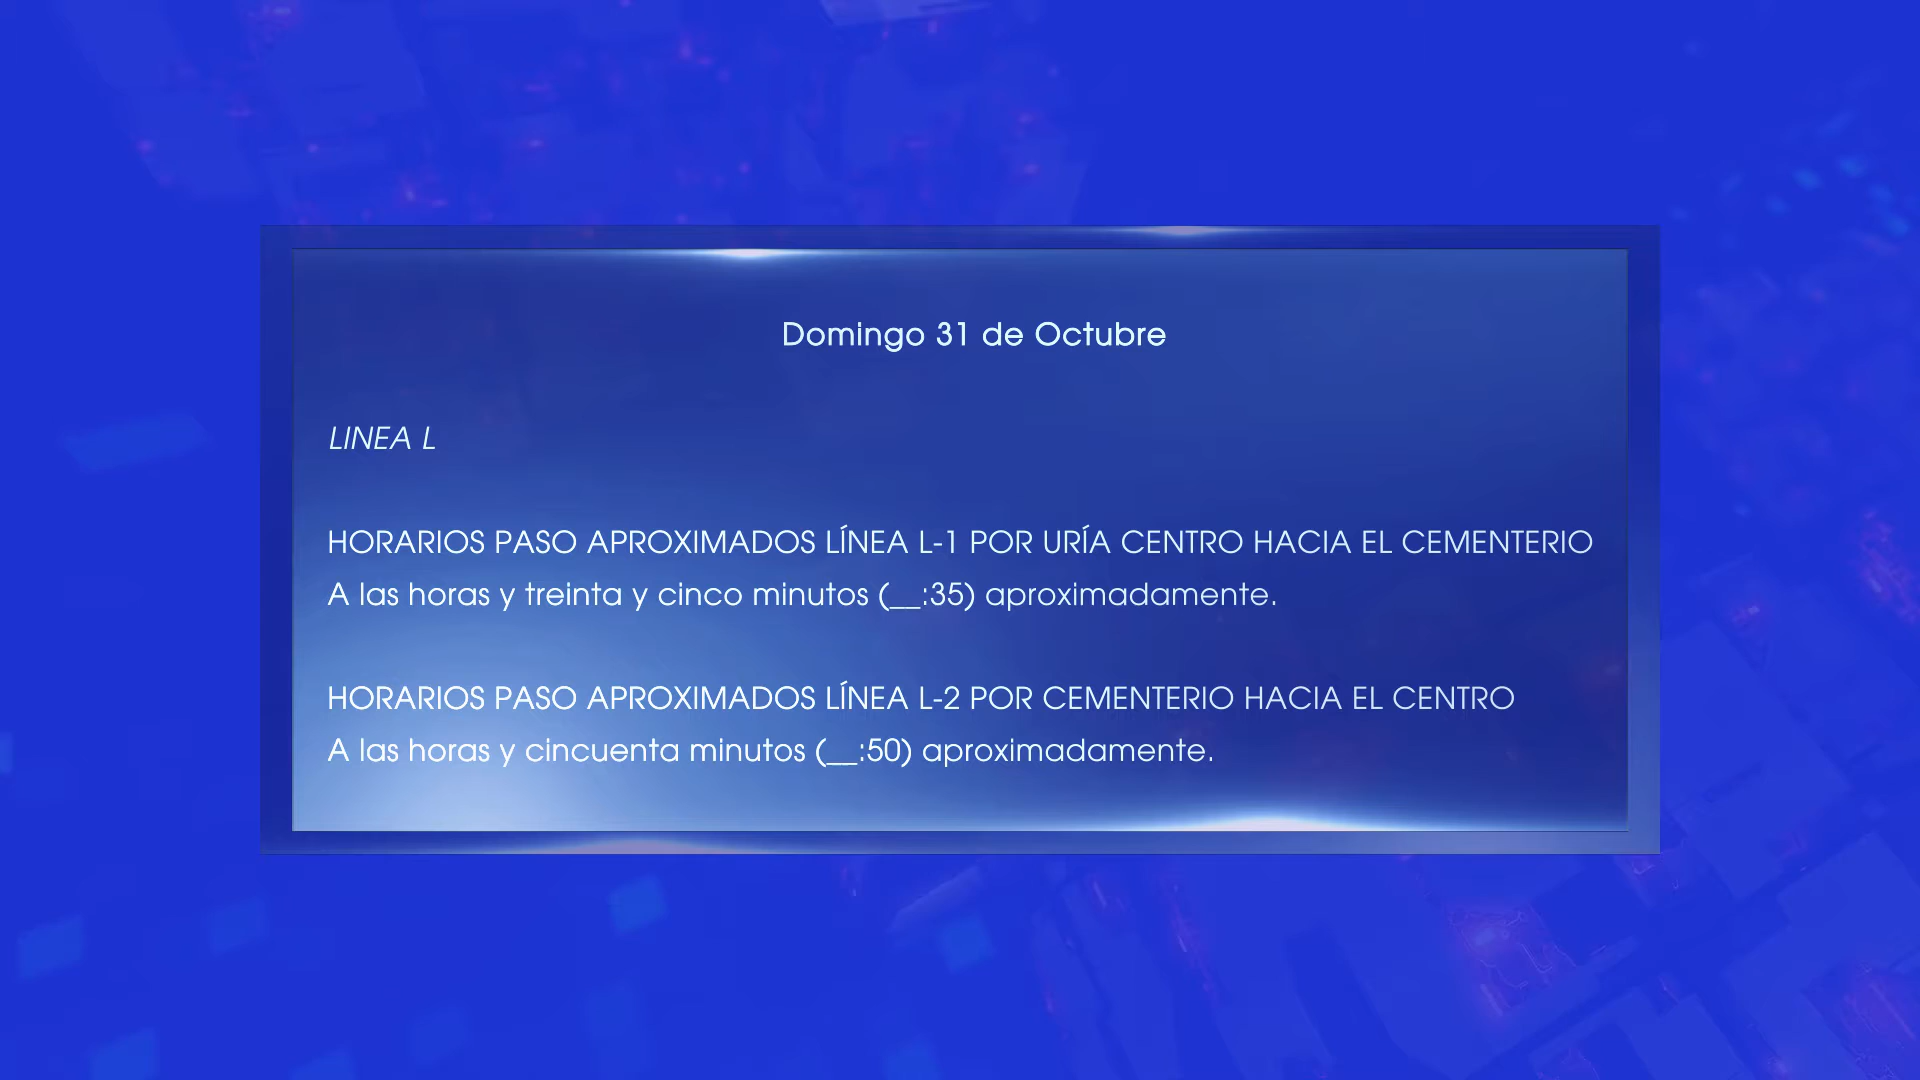 Domingo 31 de Octubre
LINEA L
HORARIOS PASO APROXIMADOS LÍNEA L-1 POR URÍA CENTRO HACIA EL CEMENTERIO
A las horas y treinta y cinco minutos (__:35) aproximadamente.
HORARIOS PASO APROXIMADOS LÍNEA L-2 POR CEMENTERIO HACIA EL CENTRO
A las horas y cincuenta minutos (__:50) aproximadamente.